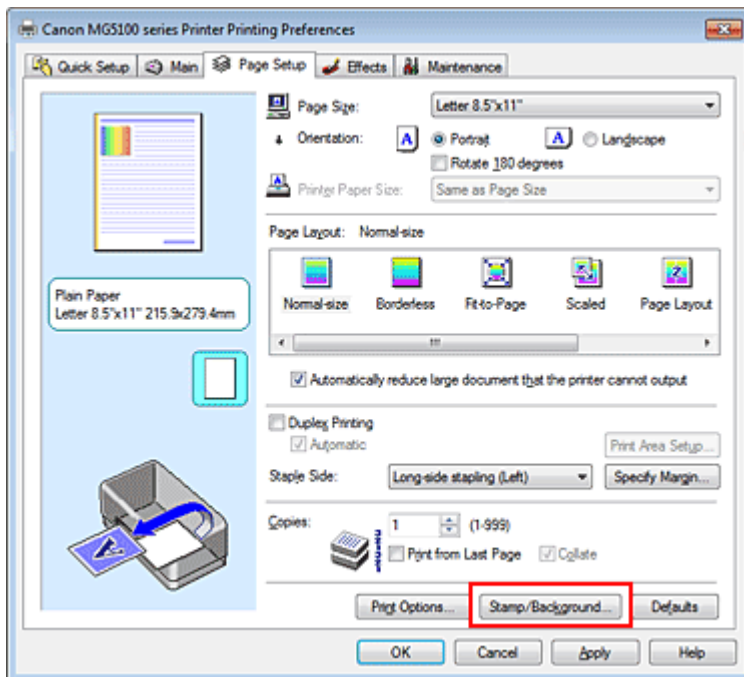 Canon MG5100 series Printer Printing Preferences
Quick Setup Main Page Setup Effects Maintenance
Page Size: Letter 8.5"x11"
Orientation: A Portrait A Landscape
Rotate 180 degrees
Printer Paper Size: Same as Page Size
Page Layout: Normal-size
Normal-size Borderless Fit-to-Page Scaled Page Layout
Plain Paper
Letter 8.5"x11" 215.9x279.4mm
Automatically reduce large document that the printer cannot output
Duplex Printing
Automatic Print Area Setup...
Staple Side: Long-side stapling (Left) Specify Margin...
Copies: 1 (1-999)
Print from Last Page Collate
Print Options... Stamp/Background... Defaults
OK Cancel Apply Help